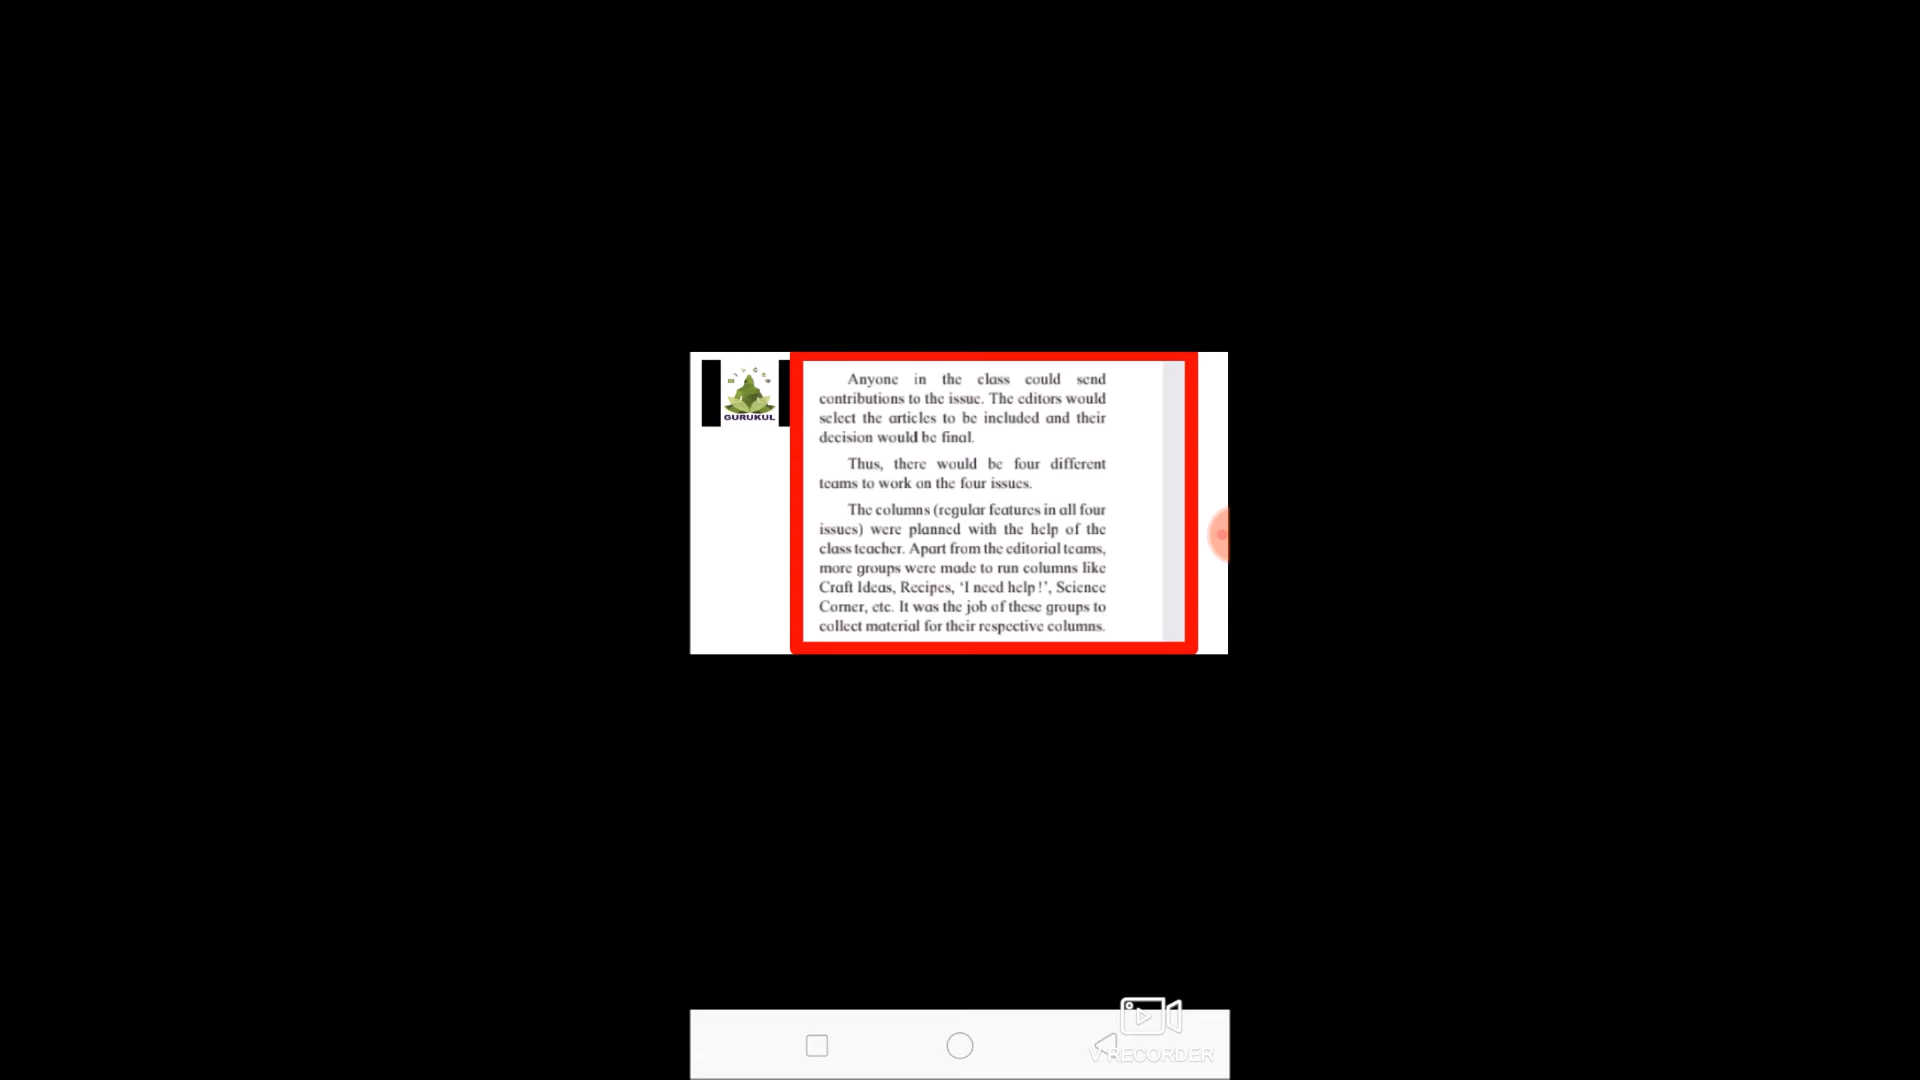 GURUKUL
Anyone in the class could send
contributions to the issue. The editors would
select the articles to be included and their
decision would be final.
Thus, there would be four different
teams to work on the four issues.
The columns (regular features in all four
issues) were planned with the help of the
class teacher. Apart from the editorial teams,
more groups were made to run columns like
Craft Ideas, Recipes, ‘I need help!’, Science
Corner, etc. It was the job of these groups to
collect material for their respective columns.
V RECORDER